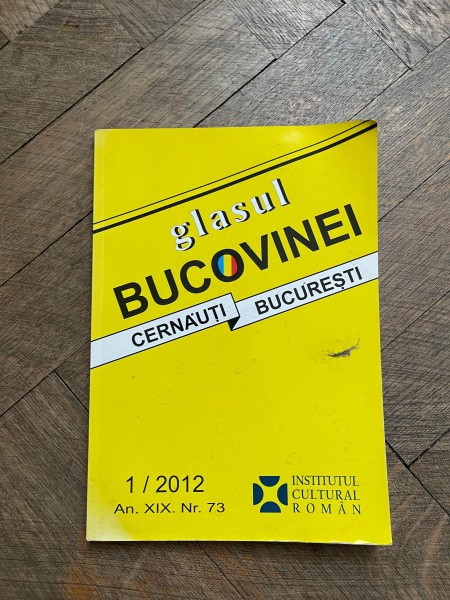 glasul
BUCOVINEI
CERNĂUȚI BUCUREȘTI
1 / 2012
An. XIX. Nr. 73
INSTITUTUL
CULTURAL
ROMÂN